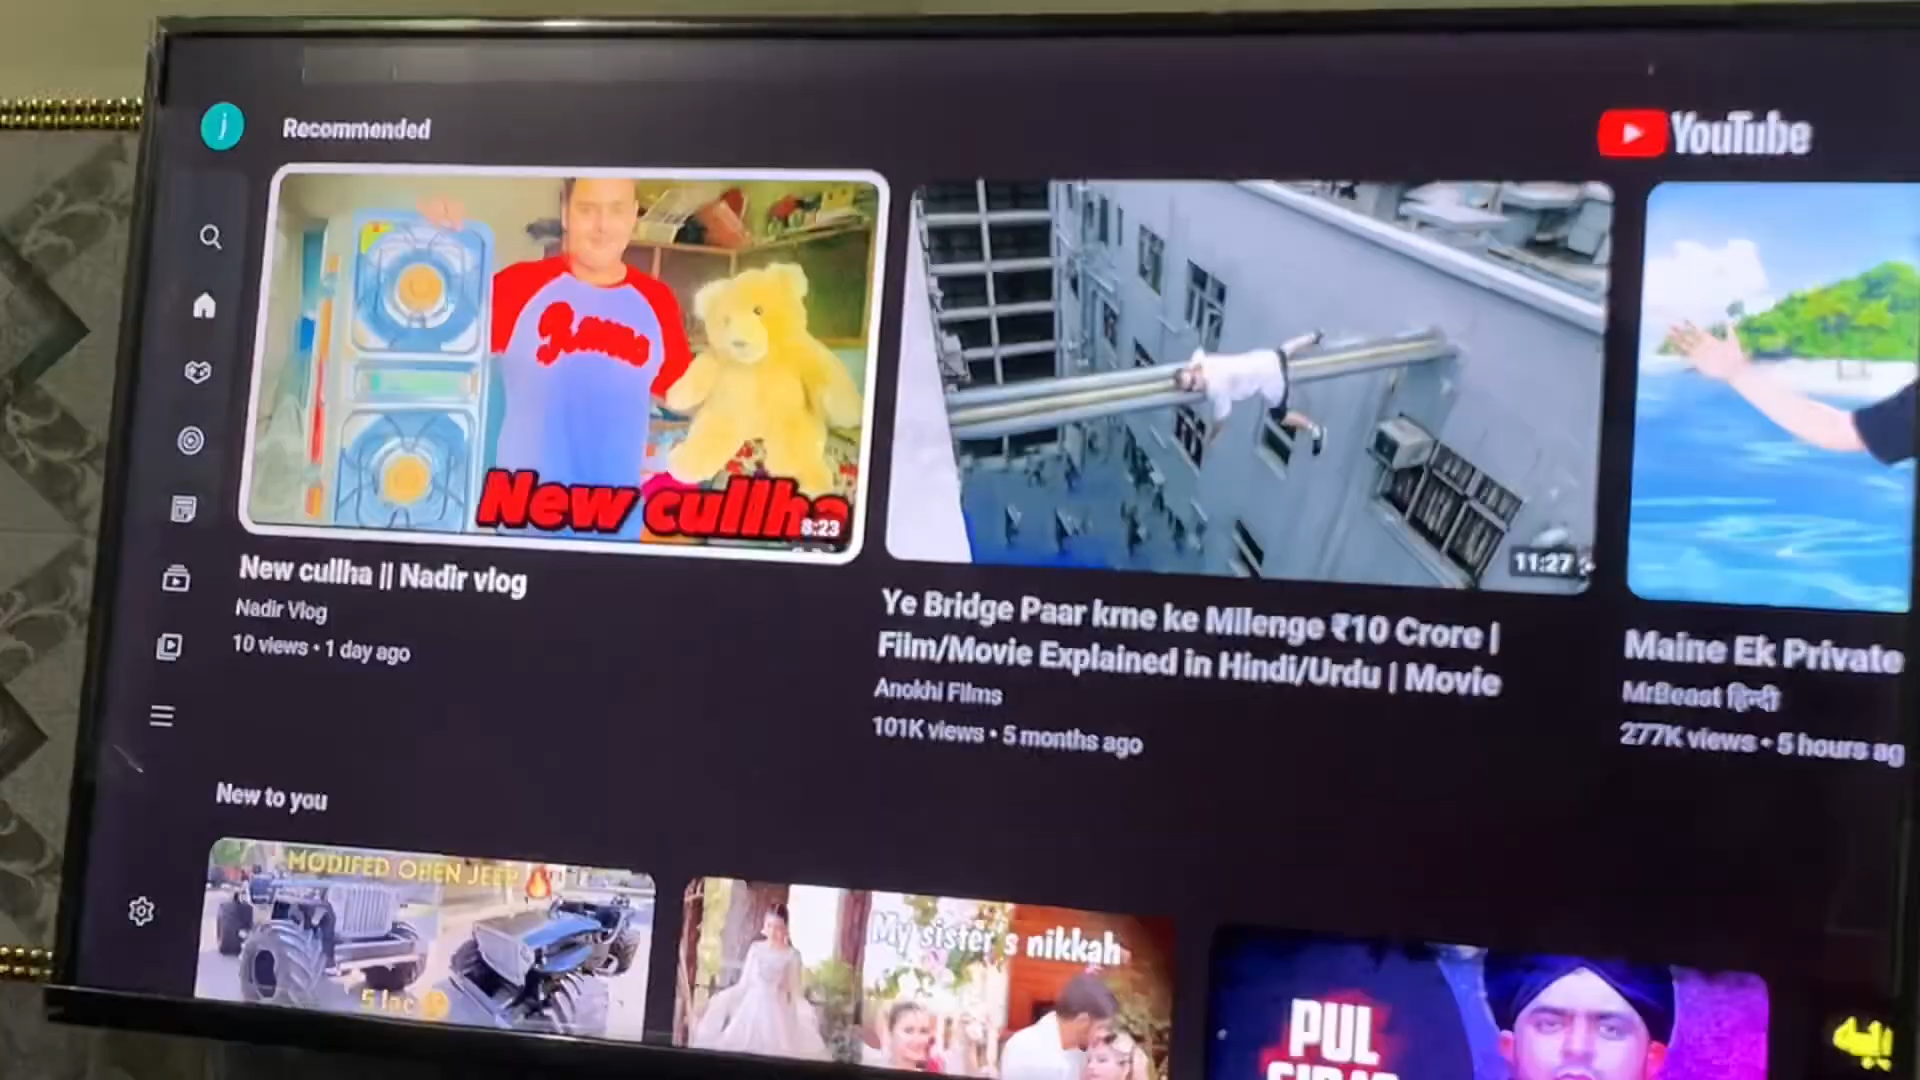 j
Recommended
YouTube
New cullha
8:23
11:27
New cullha || Nadir vlog
Nadir Vlog
10 views • 1 day ago
Ye Bridge Paar krne ke MIlenge ₹10 Crore |
Film/Movie Explained in Hindi/Urdu | Movie
Anokhi Films
101K views • 5 months ago
Maine Ek Private
MrBeast हिन्दी
277K views • 5 hours ag
New to you
MODIFED OPEN JEEP
5 lac
My sister's nikkah
PUL